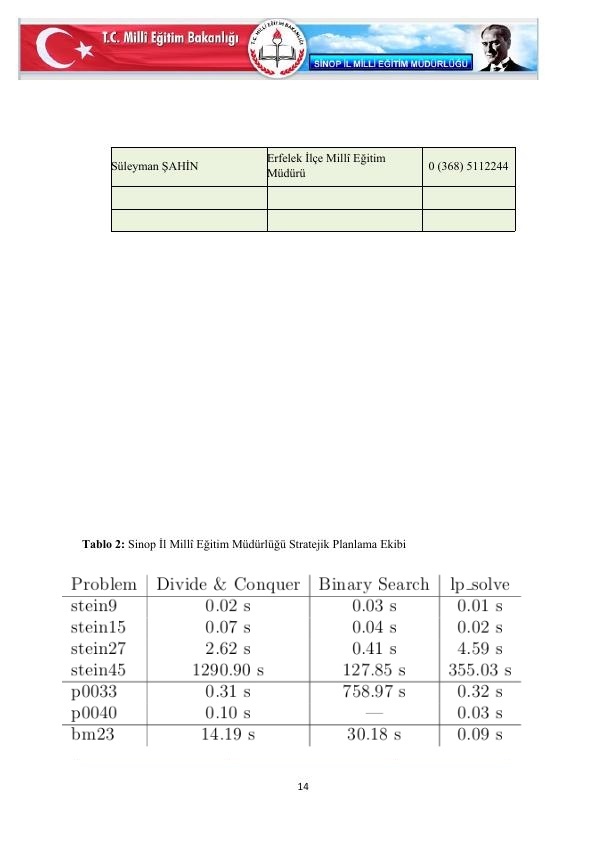 T.C. Millî Eğitim Bakanlığı
T.C. MİLLÎ EĞİTİM BAKANLIĞI
SİNOP İL MİLLİ EĞİTİM MÜDÜRLÜĞÜ
Süleyman ŞAHİN Erfelek İlçe Millî Eğitim Müdürü 0 (368) 5112244
Tablo 2: Sinop İl Millî Eğitim Müdürlüğü Stratejik Planlama Ekibi
Problem Divide & Conquer Binary Search lp_solve
stein9 0.02 s 0.03 s 0.01 s
stein15 0.07 s 0.04 s 0.02 s
stein27 2.62 s 0.41 s 4.59 s
stein45 1290.90 s 127.85 s 355.03 s
p0033 0.31 s 758.97 s 0.32 s
p0040 0.10 s — 0.03 s
bm23 14.19 s 30.18 s 0.09 s
14